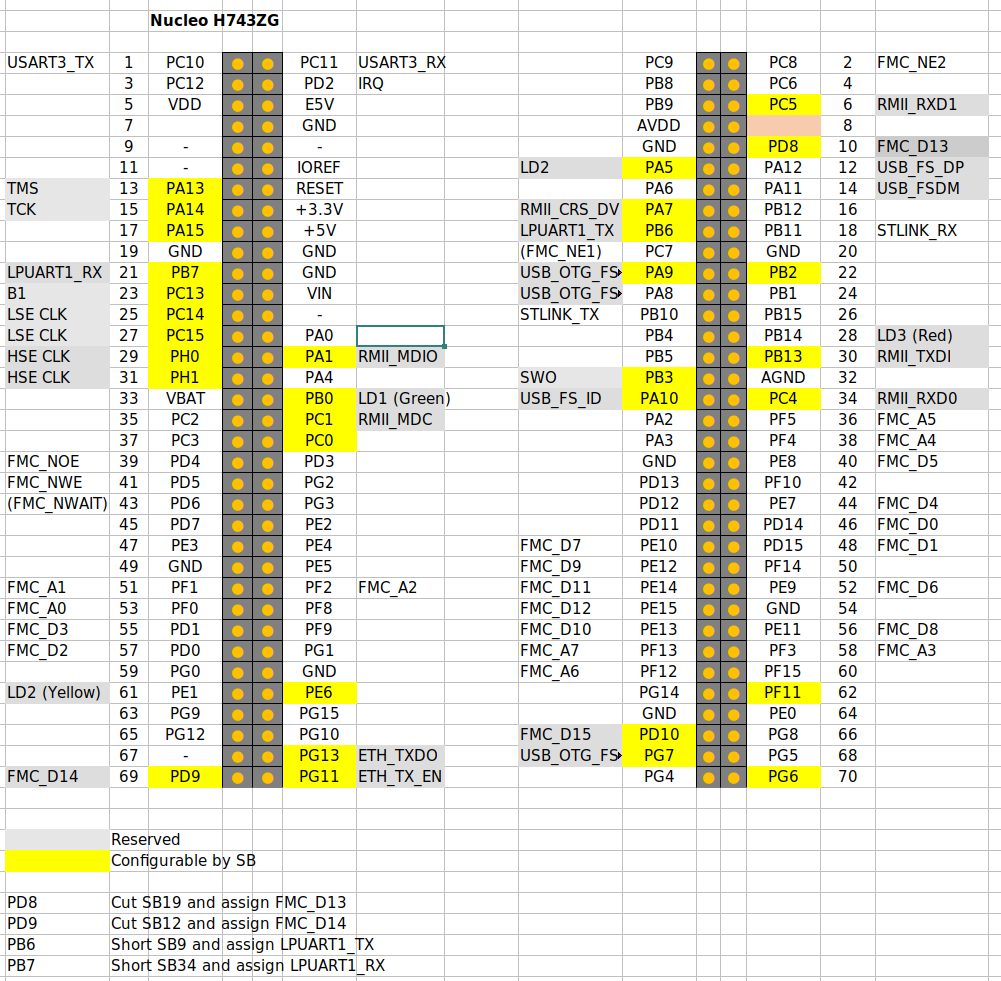 Nucleo H743ZG
USART3_TX 1 PC10 PC11 USART3_RX PC9 PC8 2 FMC_NE2
3 PC12 PD2 IRQ PB8 PC6 4
5 VDD E5V PB9 PC5 6 RMII_RXD1
7 GND AVDD 8
9 - - GND PD8 10 FMC_D13
11 - IOREF LD2 PA5 PA12 12 USB_FS_DP
TMS 13 PA13 RESET PA6 PA11 14 USB_FSDM
TCK 15 PA14 +3.3V RMII_CRS_DV PA7 PB12 16
17 PA15 +5V LPUART1_TX PB6 PB11 18 STLINK_RX
19 GND GND (FMC_NE1) PC7 GND 20
LPUART1_RX 21 PB7 GND USB_OTG_FS PA9 PB2 22
B1 23 PC13 VIN USB_OTG_FS PA8 PB1 24
LSE CLK 25 PC14 - STLINK_TX PB10 PB15 26
LSE CLK 27 PC15 PA0 PB4 PB14 28 LD3 (Red)
HSE CLK 29 PH0 PA1 RMII_MDIO PB5 PB13 30 RMII_TXDI
HSE CLK 31 PH1 PA4 SWO PB3 AGND 32
33 VBAT PB0 LD1 (Green) USB_FS_ID PA10 PC4 34 RMII_RXD0
35 PC2 PC1 RMII_MDC PA2 PF5 36 FMC_A5
37 PC3 PC0 PA3 PF4 38 FMC_A4
FMC_NOE 39 PD4 PD3 GND PE8 40 FMC_D5
FMC_NWE 41 PD5 PG2 PD13 PF10 42
(FMC_NWAIT) 43 PD6 PG3 PD12 PE7 44 FMC_D4
45 PD7 PE2 PD11 PD14 46 FMC_D0
47 PE3 PE4 FMC_D7 PE10 PD15 48 FMC_D1
49 GND PE5 FMC_D9 PE12 PF14 50
FMC_A1 51 PF1 PF2 FMC_A2 FMC_D11 PE14 PE9 52 FMC_D6
FMC_A0 53 PF0 PF8 FMC_D12 PE15 GND 54
FMC_D3 55 PD1 PF9 FMC_D10 PE13 PE11 56 FMC_D8
FMC_D2 57 PD0 PG1 FMC_A7 PF13 PF3 58 FMC_A3
59 PG0 GND FMC_A6 PF12 PF15 60
LD2 (Yellow) 61 PE1 PE6 PG14 PF11 62
63 PG9 PG15 GND PE0 64
65 PG12 PG10 FMC_D15 PD10 PG8 66
67 - PG13 ETH_TXDO USB_OTG_FS PG7 PG5 68
FMC_D14 69 PD9 PG11 ETH_TX_EN PG4 PG6 70
Reserved
Configurable by SB
PD8 Cut SB19 and assign FMC_D13
PD9 Cut SB12 and assign FMC_D14
PB6 Short SB9 and assign LPUART1_TX
PB7 Short SB34 and assign LPUART1_RX